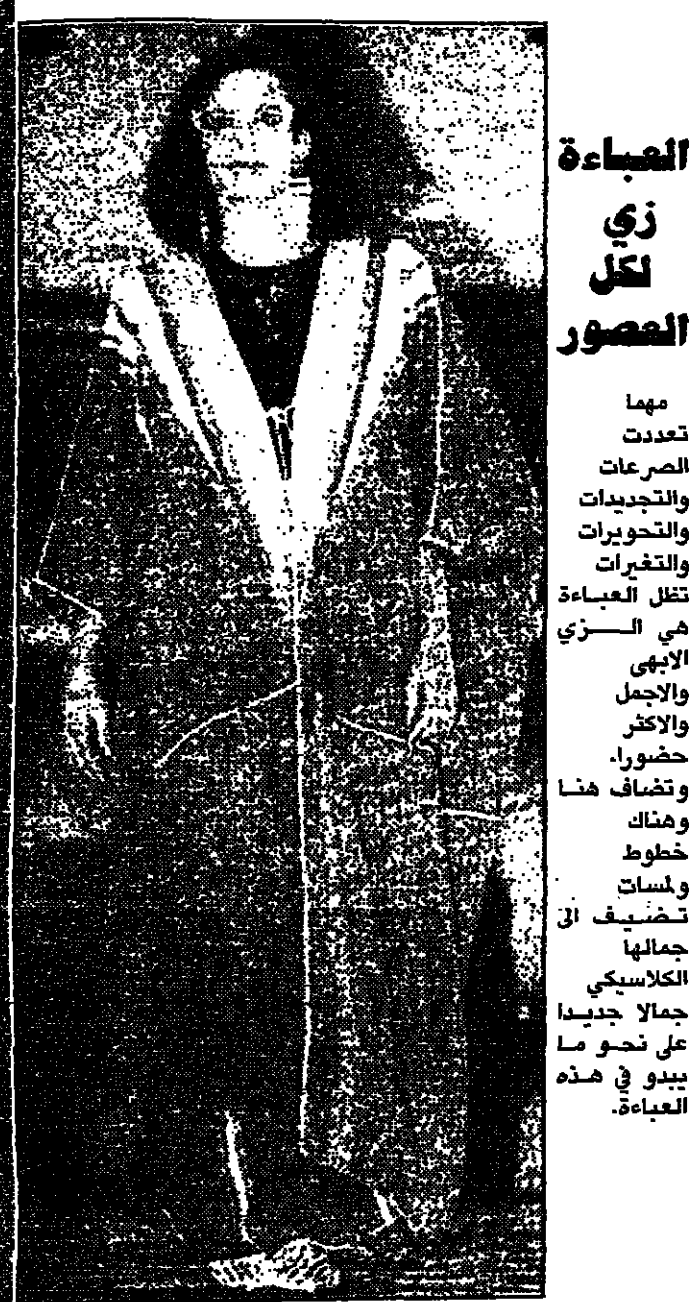 العباءة
زي
لكل
العصور
مهما
تعددت
الصرعات
والتجديدات
والتحويرات
والتغيرات
تظل العباءة
هي الزي
الابهى
والاجمل
والاكثر
حضورا.
وتضاف هنا
وهناك
خطوط
ولمسات
تضيف الى
جمالها
الكلاسيكي
جمالا جديدا
على نحو ما
يبدو في هذه
العباءة.